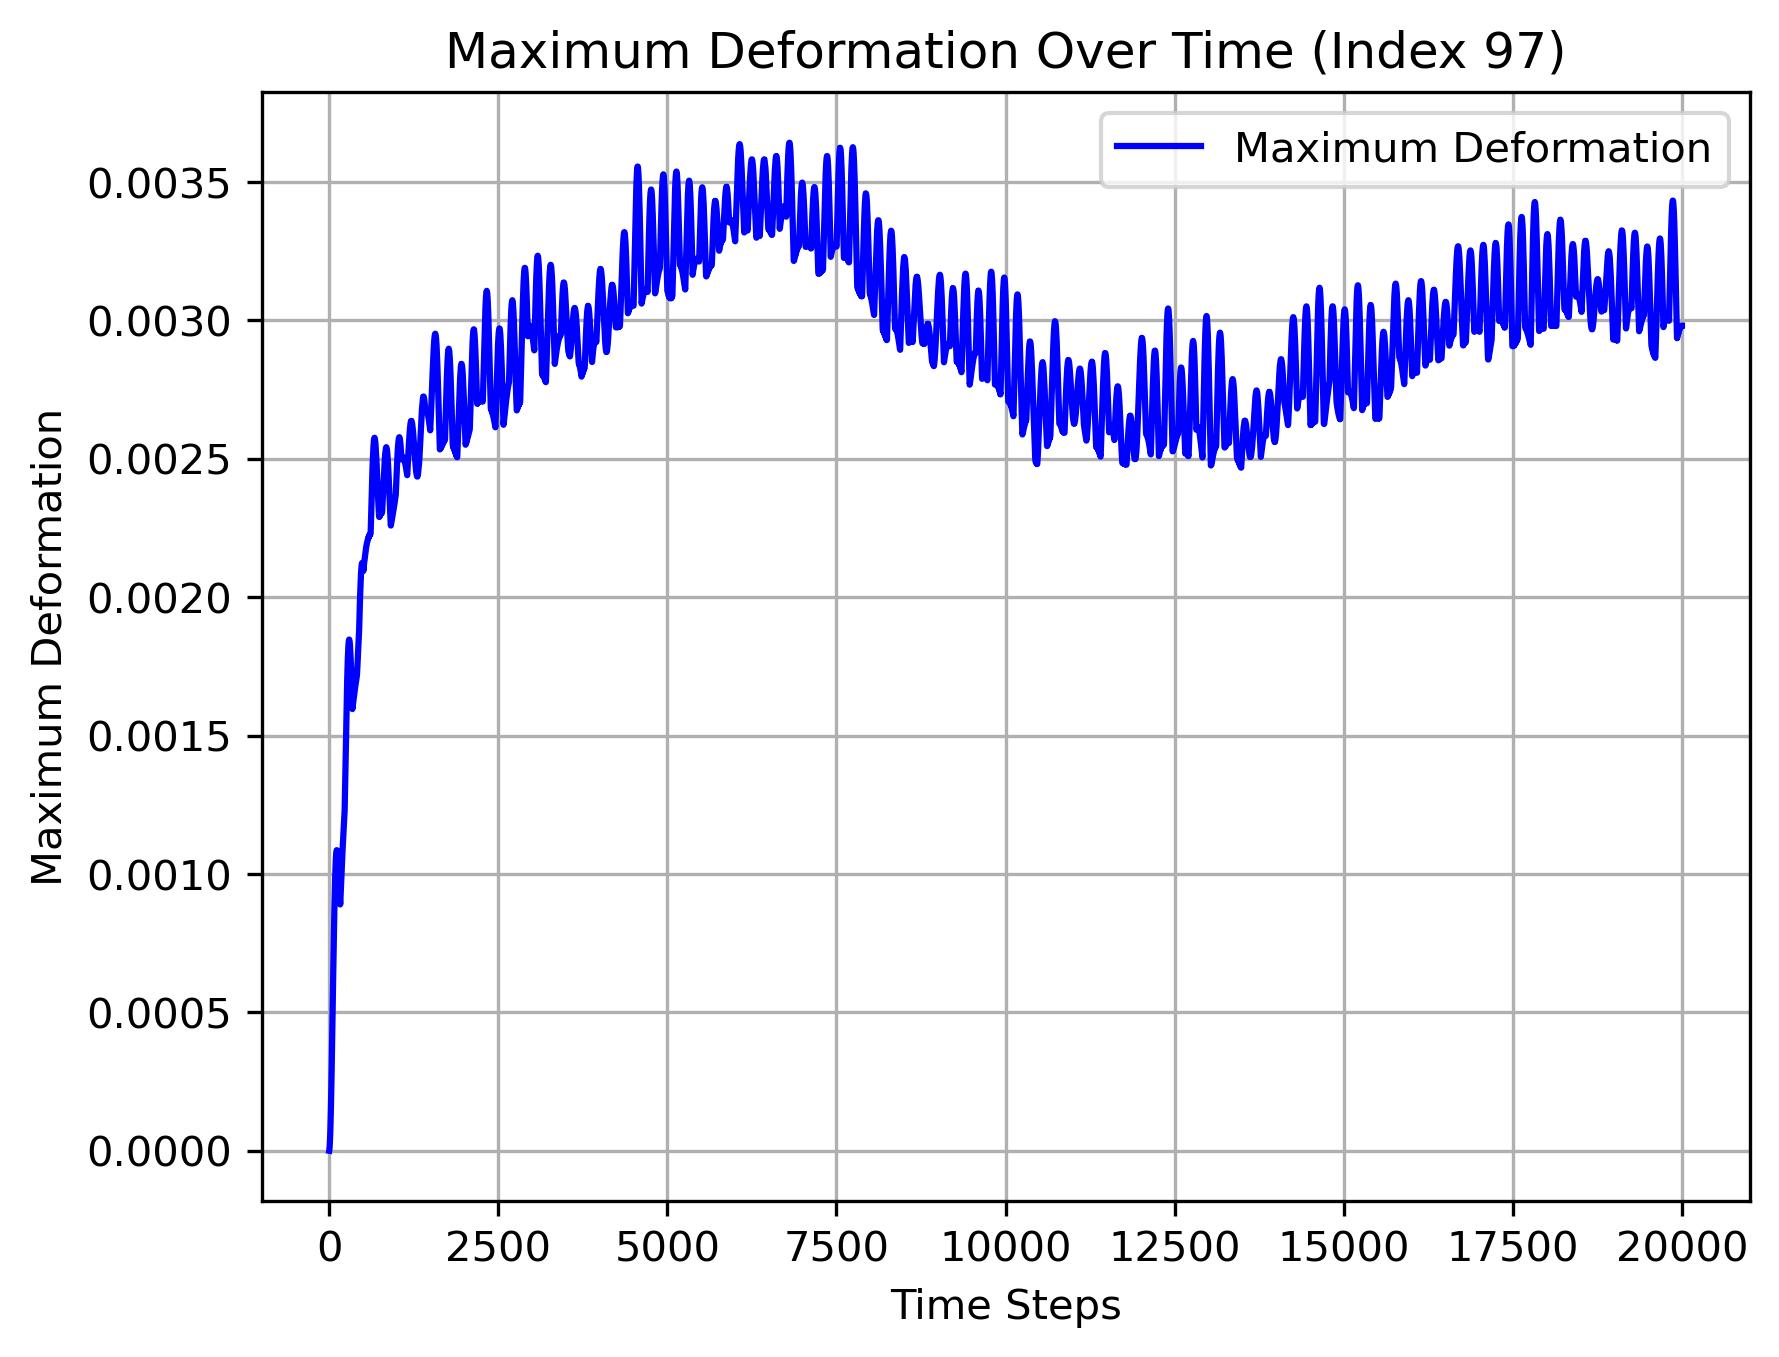 Maximum Deformation Over Time (Index 97)
Maximum Deformation
Maximum Deformation
0.0035
0.0030
0.0025
0.0020
0.0015
0.0010
0.0005
0.0000
0 2500 5000 7500 10000 12500 15000 17500 20000
Time Steps